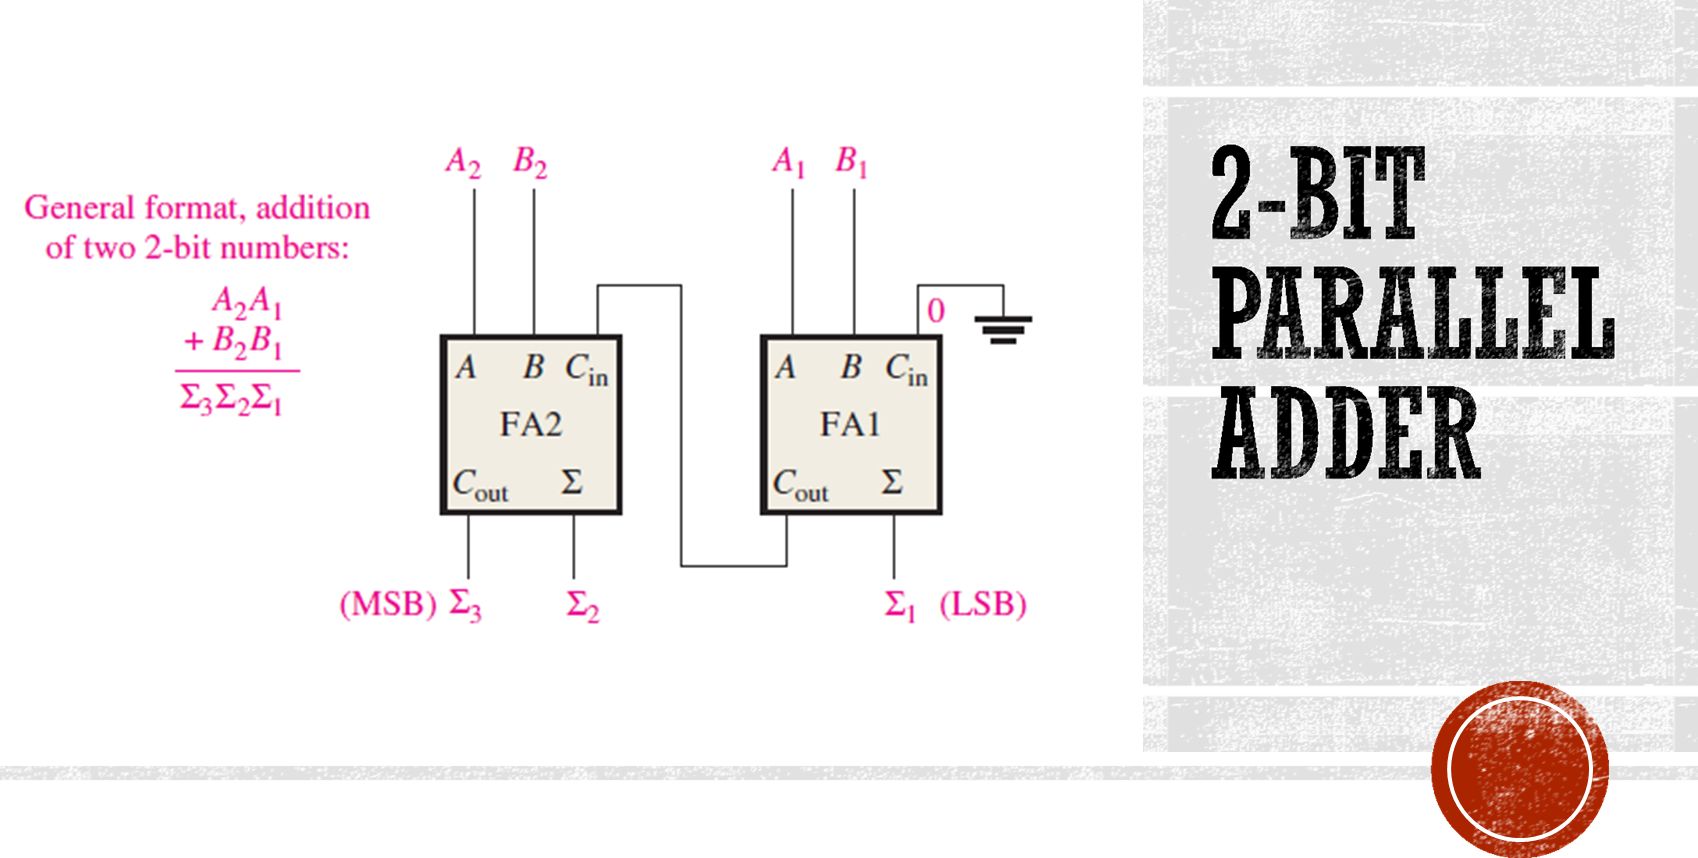 2-BIT
PARALLEL
ADDER
General format, addition
of two 2-bit numbers:
A₂A₁
+ B₂B₁
Σ₃Σ₂Σ₁
A₂ B₂ A₁ B₁
0
A B Cin A B Cin
FA2 FA1
Cout Σ Cout Σ
(MSB) Σ₃ Σ₂ Σ₁ (LSB)